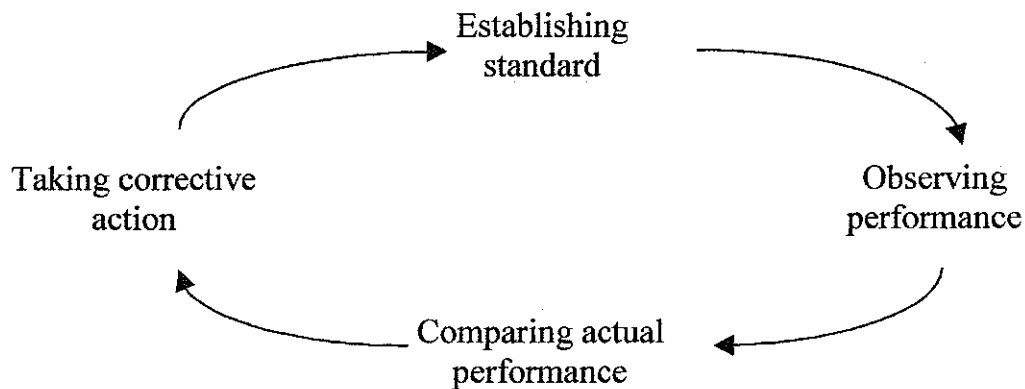 Establishing
standard
Observing
performance
Comparing actual
performance
Taking corrective
action